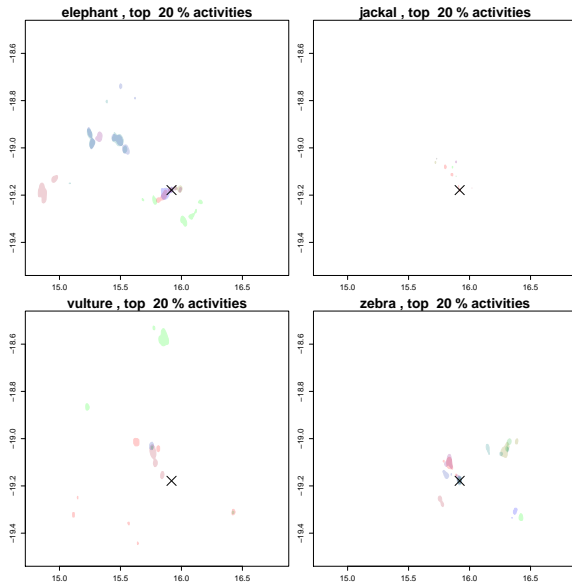 elephant , top  20 % activities
−18.6
−18.8
−19.0
−19.2
−19.4
15.0 15.5 16.0 16.5
jackal , top  20 % activities
−18.6
−18.8
−19.0
−19.2
−19.4
15.0 15.5 16.0 16.5
vulture , top  20 % activities
−18.6
−18.8
−19.0
−19.2
−19.4
15.0 15.5 16.0 16.5
zebra , top  20 % activities
−18.6
−18.8
−19.0
−19.2
−19.4
15.0 15.5 16.0 16.5